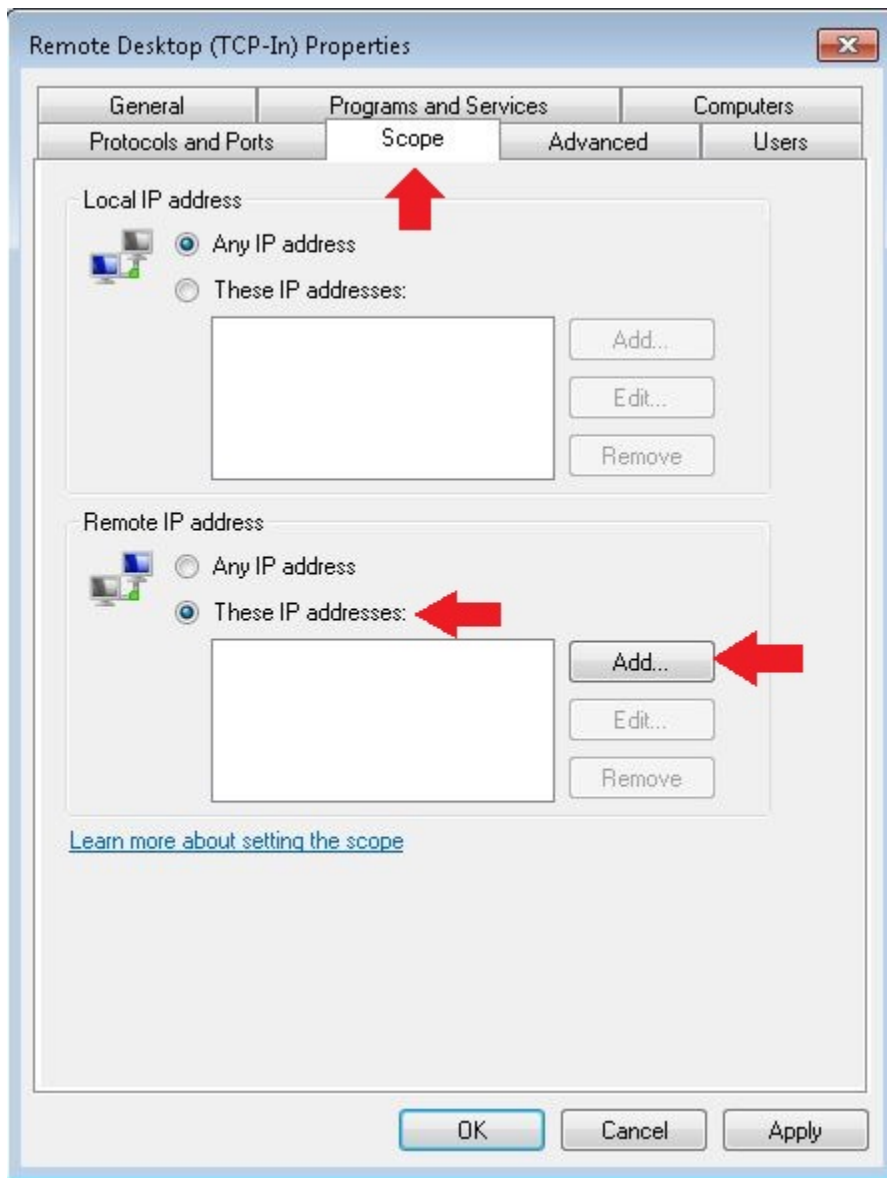 Remote Desktop (TCP-In) Properties
General Programs and Services Computers
Protocols and Ports Scope Advanced Users
Local IP address
Any IP address
These IP addresses:
Add...
Edit...
Remove
Remote IP address
Any IP address
These IP addresses:
Add...
Edit...
Remove
Learn more about setting the scope
OK Cancel Apply